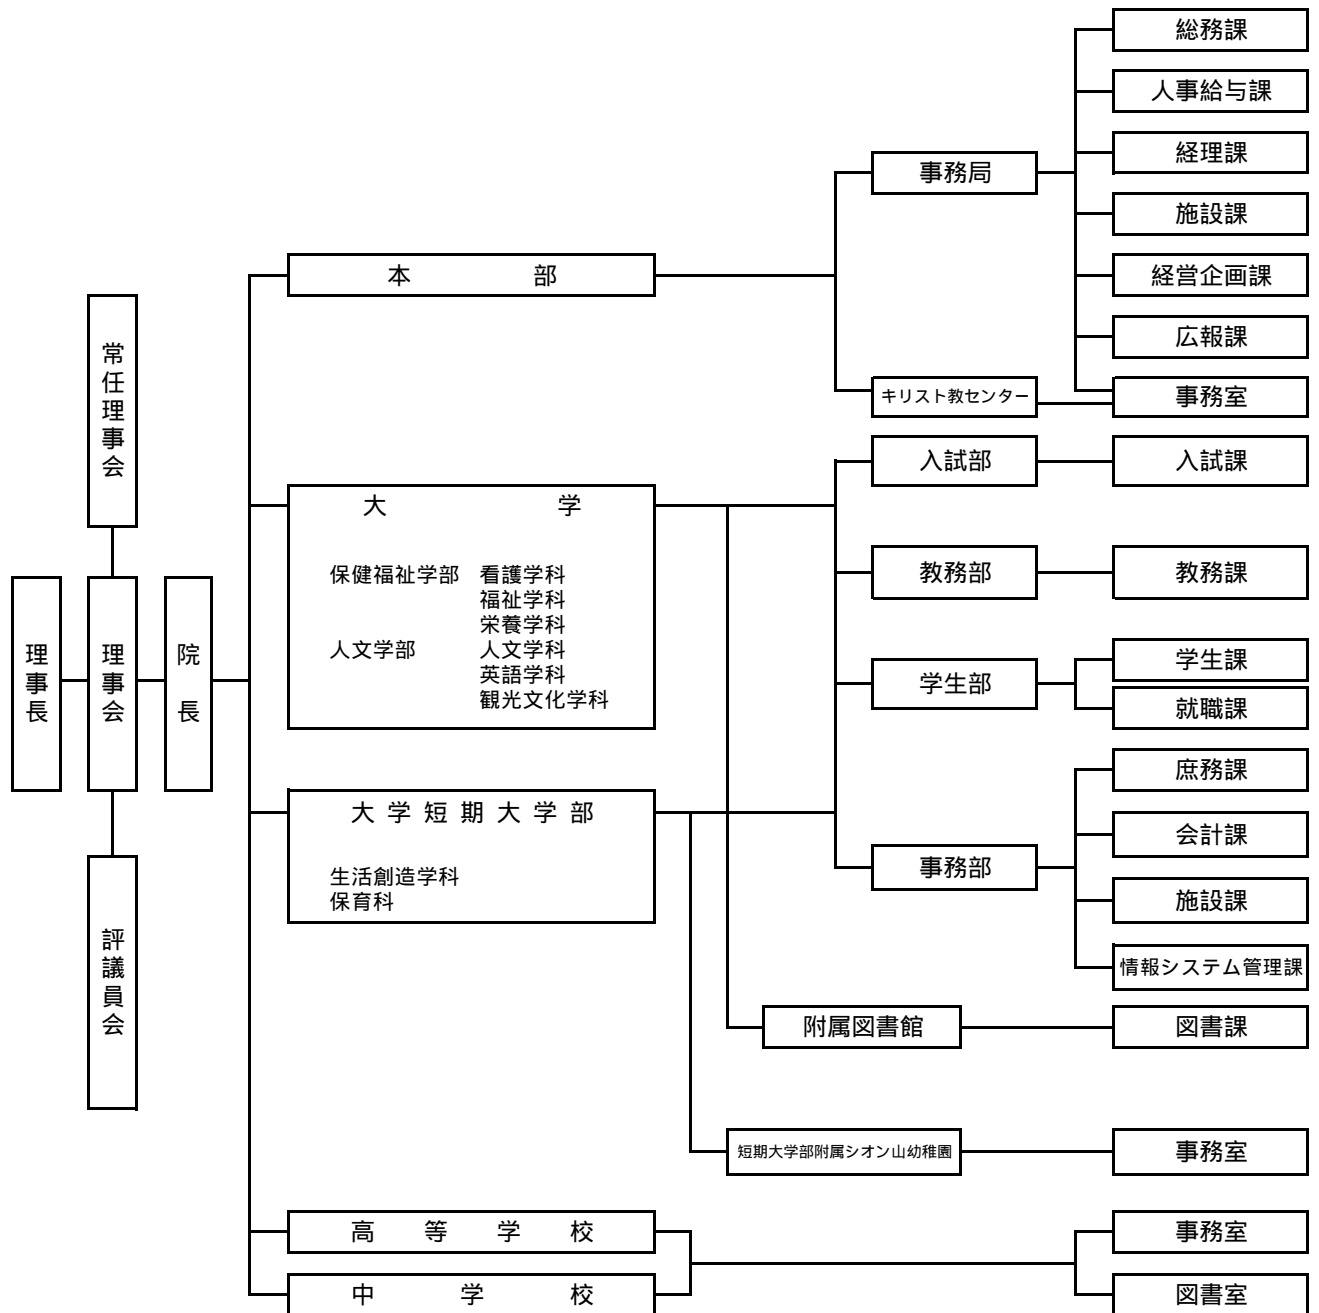 総務課
人事給与課
経理課
事務局
施設課
本部
経営企画課
広報課
キリスト教センター
事務室
常任理事会
入試部
入試課
大学
保健福祉学部 看護学科
福祉学科
栄養学科
人文学部 人文学科
英語学科
観光文化学科
教務部
教務課
理事長
理事会
院長
学生部
学生課
就職課
庶務課
大学短期大学部
生活創造学科
保育科
会計課
事務部
施設課
評議員会
情報システム管理課
附属図書館
図書課
短期大学部附属シオン山幼稚園
事務室
高等学校
事務室
中学校
図書室